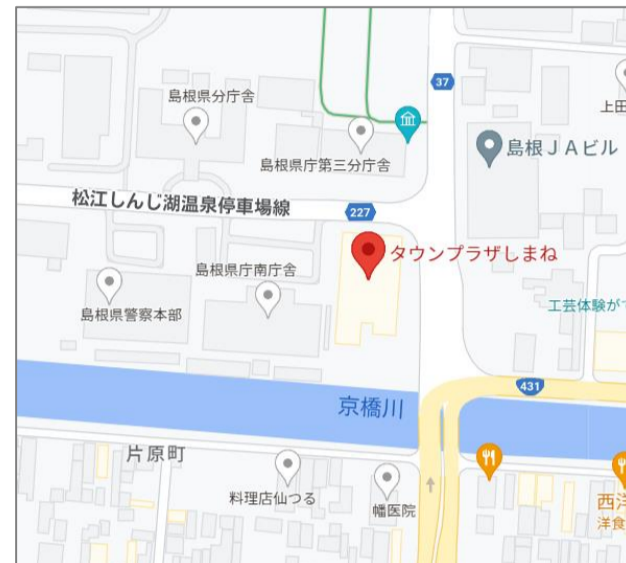 37
島根県分庁舎
上田
島根県庁第三分庁舎
島根JAビル
松江しんじ湖温泉停車場線
227
タウンプラザしまね
島根県庁南庁舎
島根県警察本部
工芸体験が
431
京橋川
片原町
料理店仙つる
幡医院
西洋
洋食